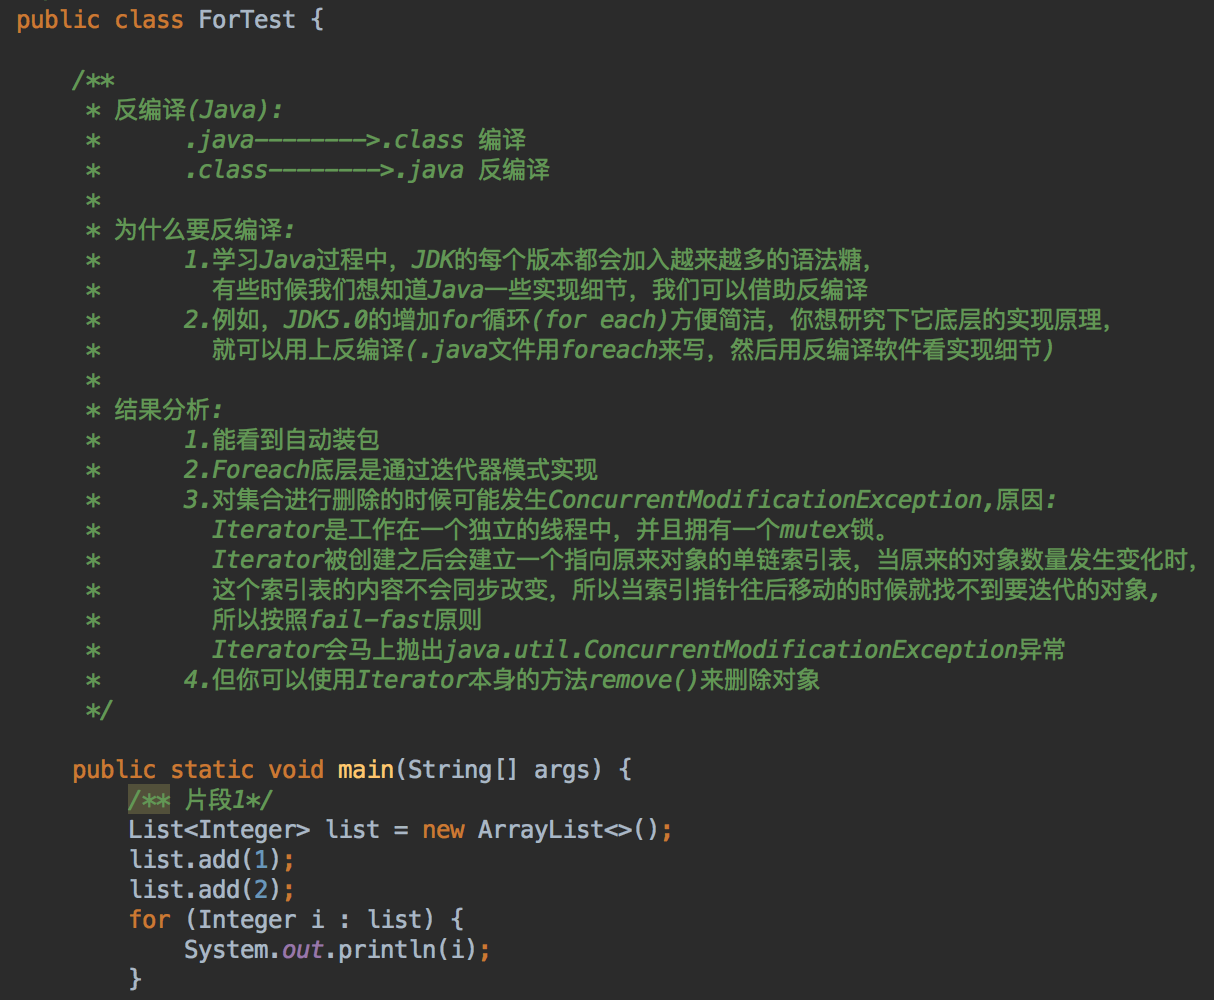 public class ForTest {
/**
* 反编译(Java):
* .java-------->.class 编译
* .class-------->.java 反编译
*
* 为什么要反编译:
* 1.学习Java过程中，JDK的每个版本都会加入越来越多的语法糖，
* 有些时候我们想知道Java一些实现细节，我们可以借助反编译
* 2.例如，JDK5.0的增加for循环(for each)方便简洁，你想研究下它底层的实现原理，
* 就可以用上反编译(.java文件用foreach来写，然后用反编译软件看实现细节)
*
* 结果分析:
* 1.能看到自动装包
* 2.Foreach底层是通过迭代器模式实现
* 3.对集合进行删除的时候可能发生ConcurrentModificationException,原因:
* Iterator是工作在一个独立的线程中，并且拥有一个mutex锁。
* Iterator被创建之后会建立一个指向原来对象的单链索引表，当原来的对象数量发生变化时，
* 这个索引表的内容不会同步改变，所以当索引指针往后移动的时候就找不到要迭代的对象,
* 所以按照fail-fast原则
* Iterator会马上抛出java.util.ConcurrentModificationException异常
* 4.但你可以使用Iterator本身的方法remove()来删除对象
*/
public static void main(String[] args) {
/** 片段1*/
List<Integer> list = new ArrayList<>();
list.add(1);
list.add(2);
for (Integer i : list) {
System.out.println(i);
}